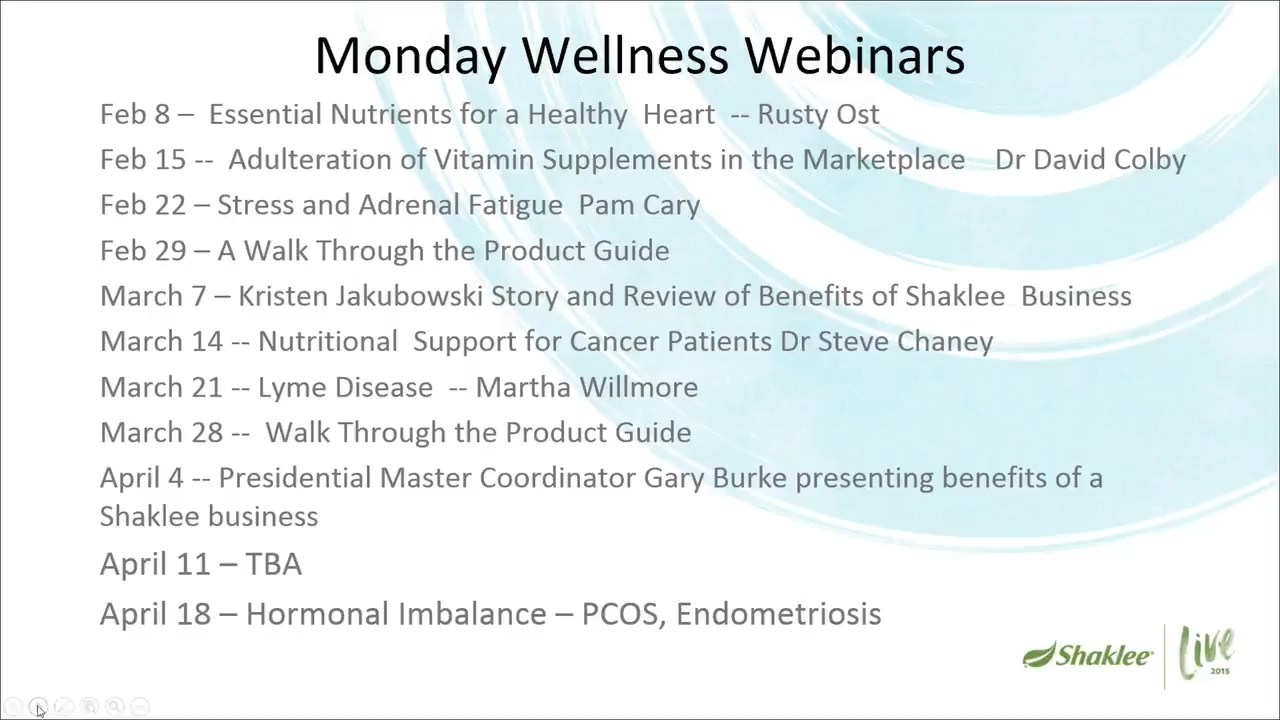 Monday Wellness Webinars
Feb 8 – Essential Nutrients for a Healthy Heart -- Rusty Ost
Feb 15 -- Adulteration of Vitamin Supplements in the Marketplace Dr David Colby
Feb 22 – Stress and Adrenal Fatigue Pam Cary
Feb 29 – A Walk Through the Product Guide
March 7 – Kristen Jakubowski Story and Review of Benefits of Shaklee Business
March 14 -- Nutritional Support for Cancer Patients Dr Steve Chaney
March 21 -- Lyme Disease -- Martha Willmore
March 28 -- Walk Through the Product Guide
April 4 -- Presidential Master Coordinator Gary Burke presenting benefits of a
Shaklee business
April 11 – TBA
April 18 – Hormonal Imbalance – PCOS, Endometriosis
Shaklee Live
2015